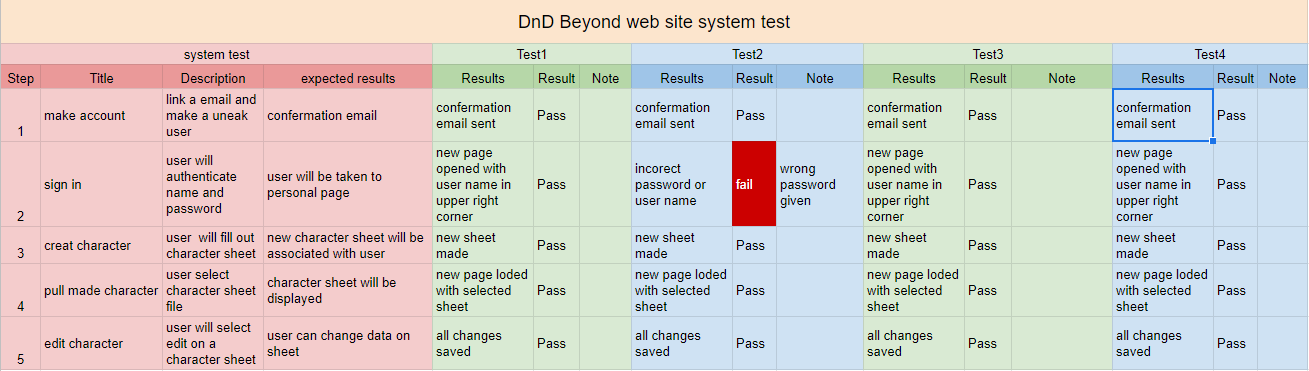 DnD Beyond web site system test
system test Test1 Test2 Test3 Test4
Step Title Description expected results Results Result Note Results Result Note Results Result Note Results Result Note
1
make account
link a email and
make a uneak
user
confermation email
confermation
email sent
Pass
confermation
email sent
Pass
confermation
email sent
Pass
confermation
email sent
Pass
2
sign in
user will
authenticate
name and
password
user will be taken to
personal page
new page
opened with
user name in
upper right
corner
Pass
incorect
password or
user name
fail
wrong
password
given
new page
opened with
user name in
upper right
corner
Pass
new page
opened with
user name in
upper right
corner
Pass
3
creat character
user will fill out
character sheet
new character sheet will be
associated with user
new sheet
made
Pass
new sheet
made
Pass
new sheet
made
Pass
new sheet
made
Pass
4
pull made character
user select
character sheet
file
character sheet will be
displayed
new page loded
with selected
sheet
Pass
new page loded
with selected
sheet
Pass
new page loded
with selected
sheet
Pass
new page loded
with selected
sheet
Pass
5
edit character
user will select
edit on a
character sheet
user can change data on
sheet
all changes
saved
Pass
all changes
saved
Pass
all changes
saved
Pass
all changes
saved
Pass